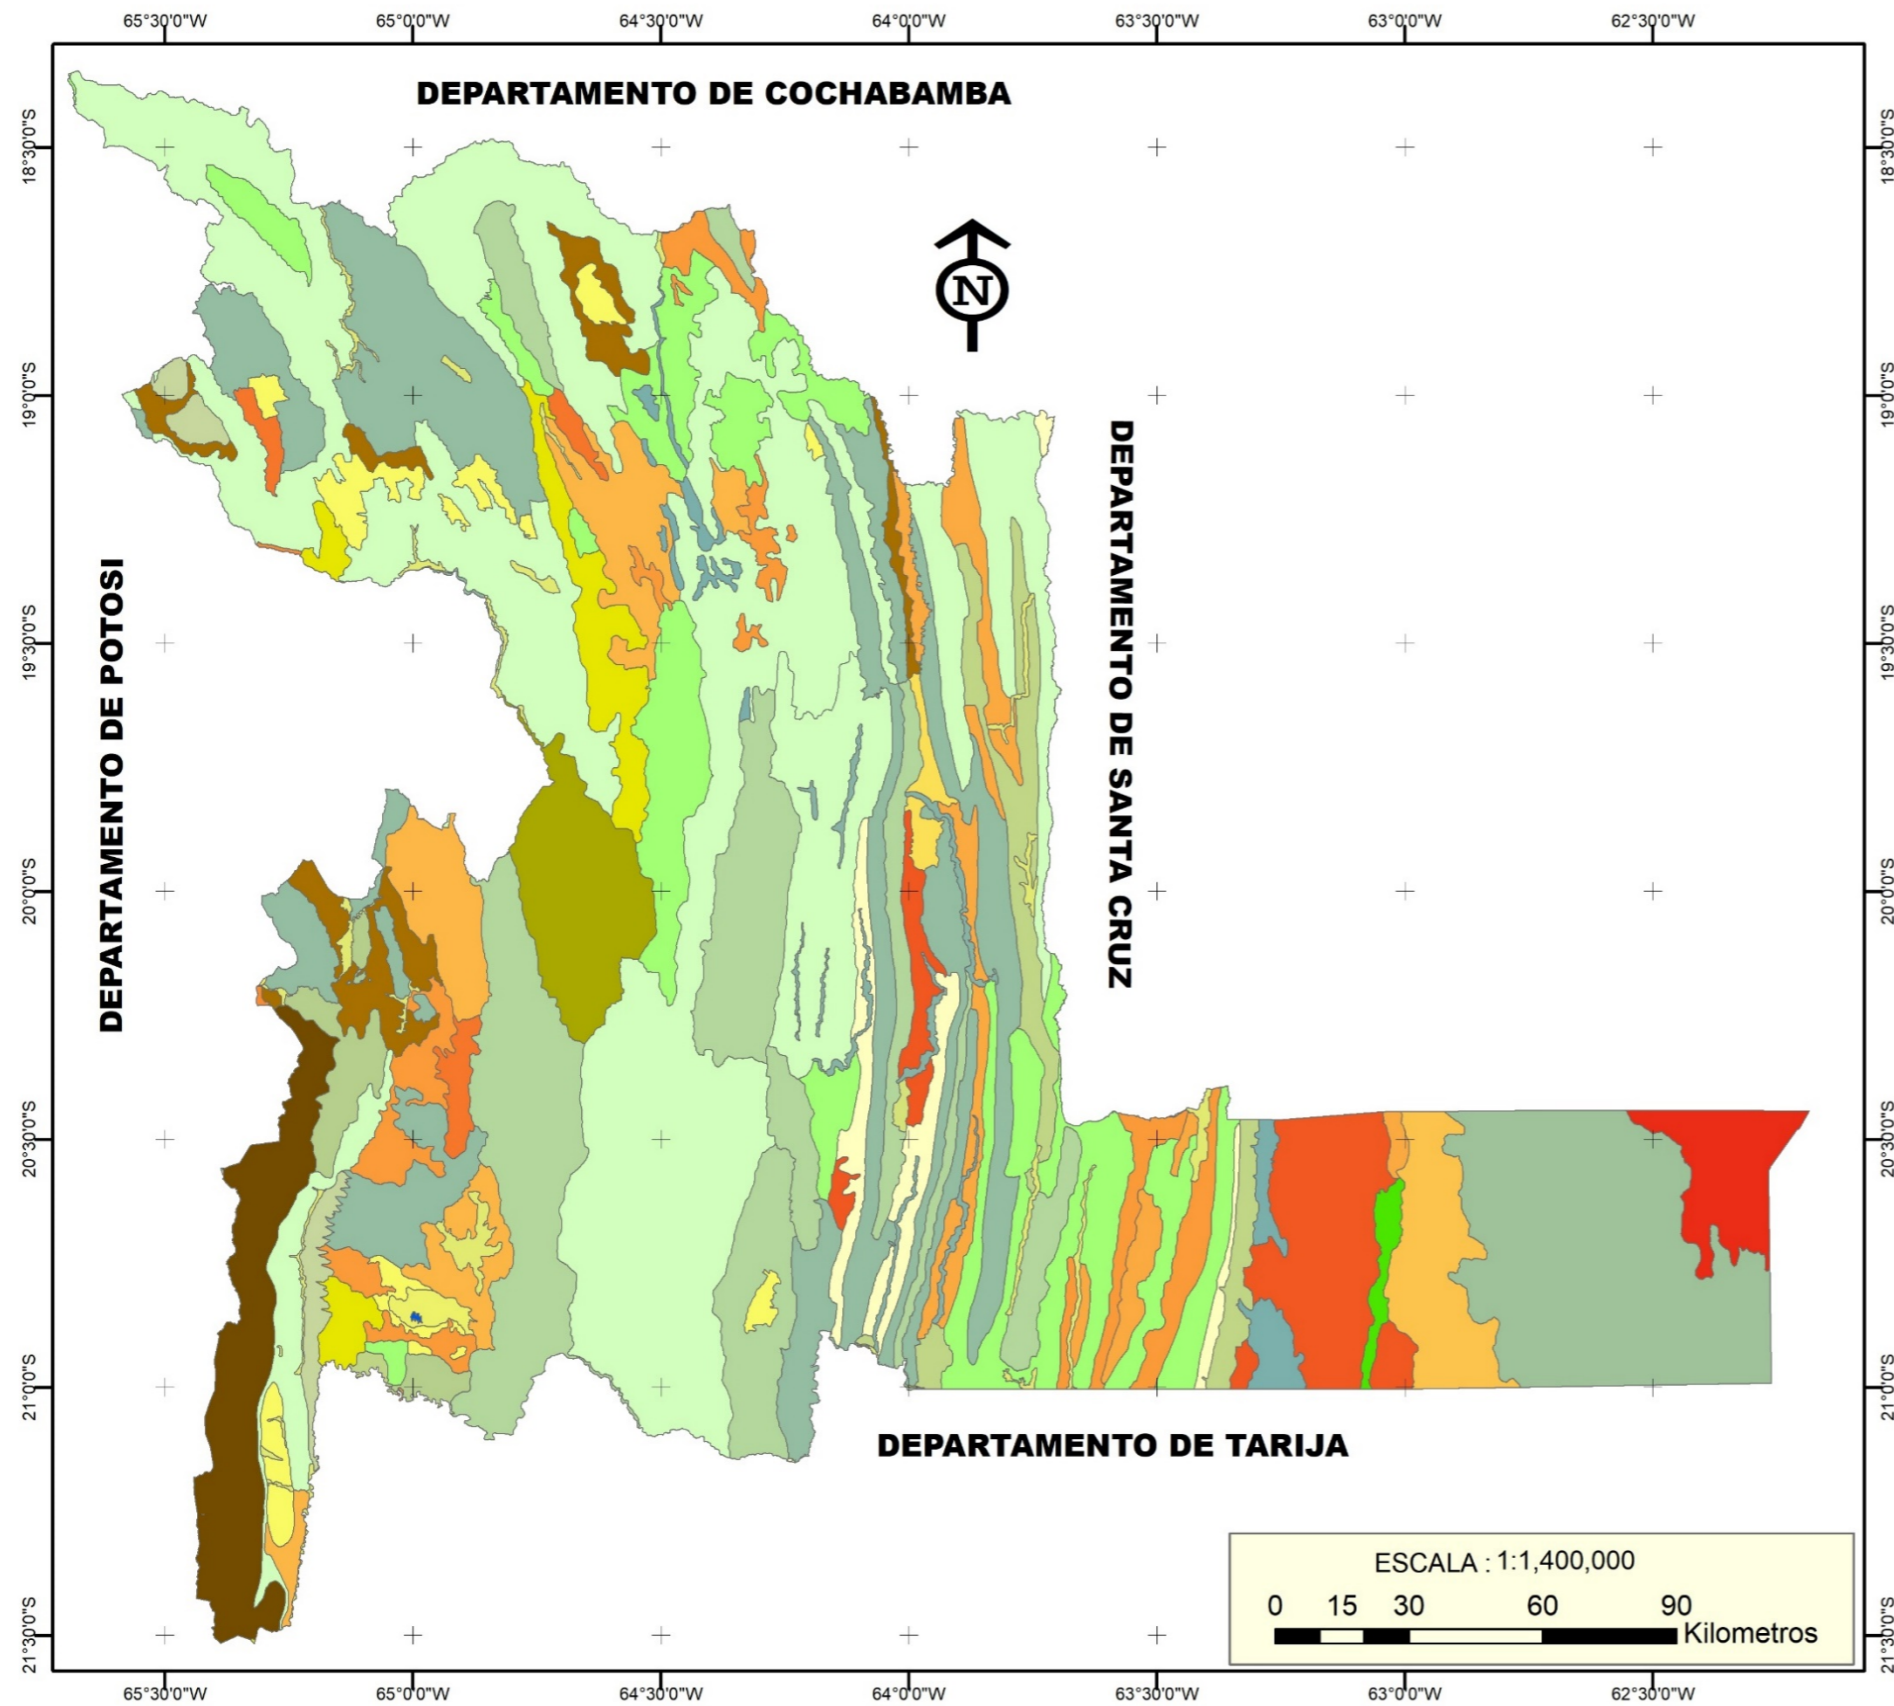 65°30'0"W 65°0'0"W 64°30'0"W 64°0'0"W 63°30'0"W 63°0'0"W 62°30'0"W
DEPARTAMENTO DE COCHABAMBA
18°30'0"S 18°30'0"S
N
19°0'0"S 19°0'0"S
DEPARTAMENTO DE POTOSI
DEPARTAMENTO DE SANTA CRUZ
19°30'0"S 19°30'0"S
20°0'0"S 20°0'0"S
20°30'0"S 20°30'0"S
21°0'0"S 21°0'0"S
DEPARTAMENTO DE TARIJA
ESCALA : 1:1,400,000
0 15 30 60 90
Kilometros
21°30'0"S 21°30'0"S
65°30'0"W 65°0'0"W 64°30'0"W 64°0'0"W 63°30'0"W 63°0'0"W 62°30'0"W